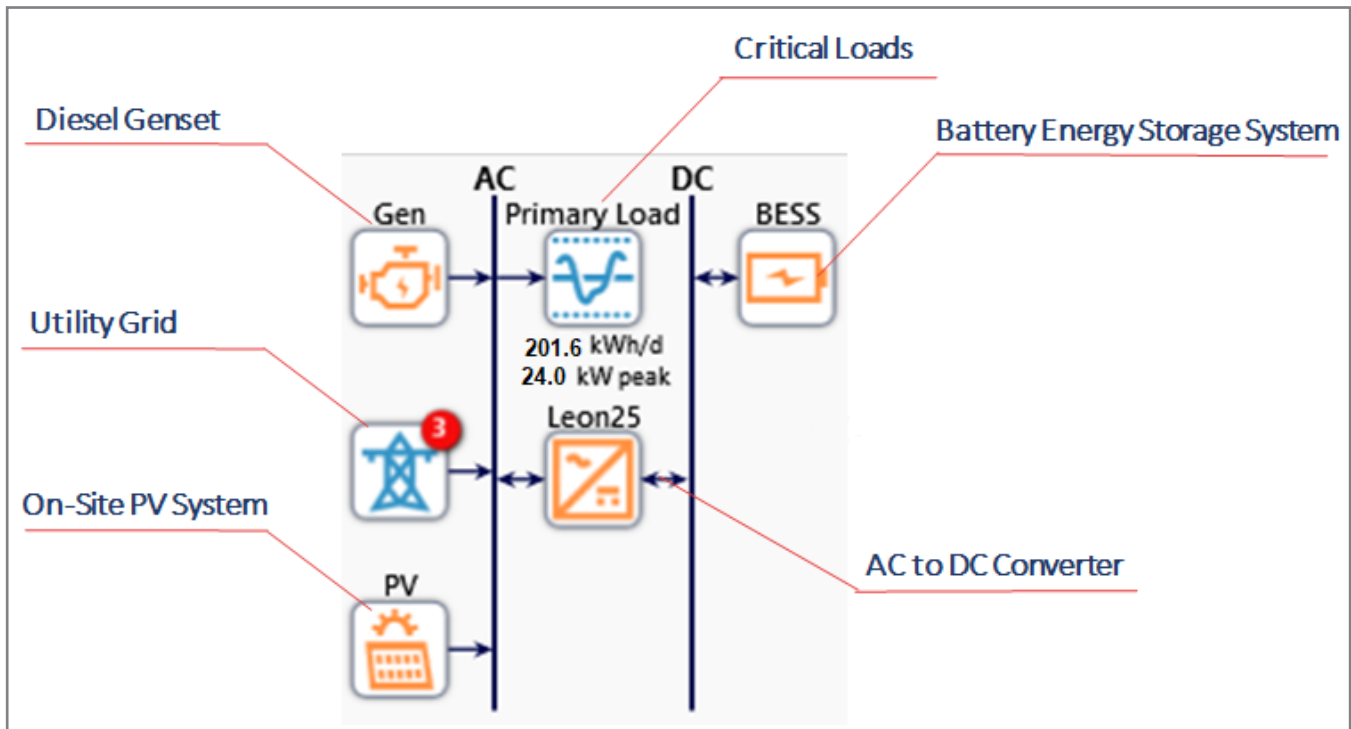 Critical Loads
Diesel Genset
Battery Energy Storage System
AC DC
Gen Primary Load BESS
Utility Grid
201.6 kWh/d
24.0 kW peak
Leon25
3
On-Site PV System
AC to DC Converter
PV